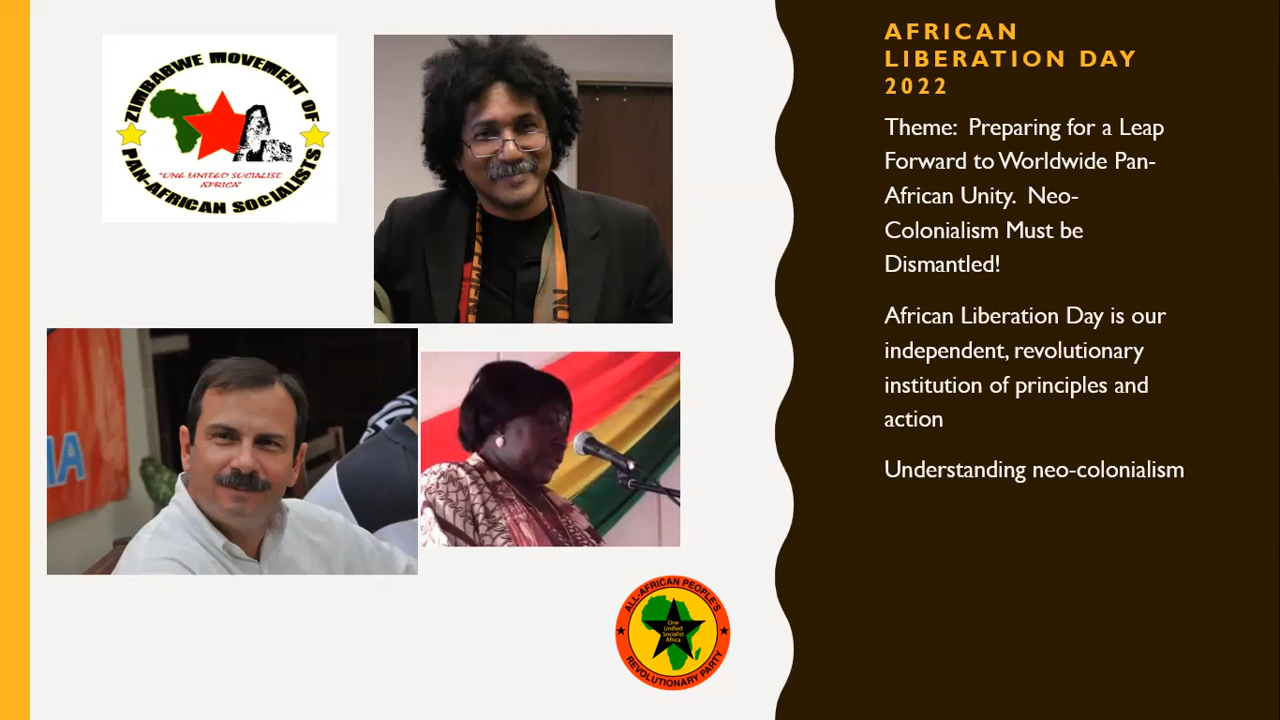 ZIMBABWE MOVEMENT OF
PAN-AFRICAN SOCIALISTS
"ONE UNITED SOCIALIST
AFRICA"
IA
ALL-AFRICAN PEOPLE'S
One
Unified
Socialist
Africa
REVOLUTIONARY PARTY
AFRICAN
LIBERATION DAY
2022
Theme: Preparing for a Leap
Forward to Worldwide Pan-
African Unity. Neo-
Colonialism Must be
Dismantled!
African Liberation Day is our
independent, revolutionary
institution of principles and
action
Understanding neo-colonialism